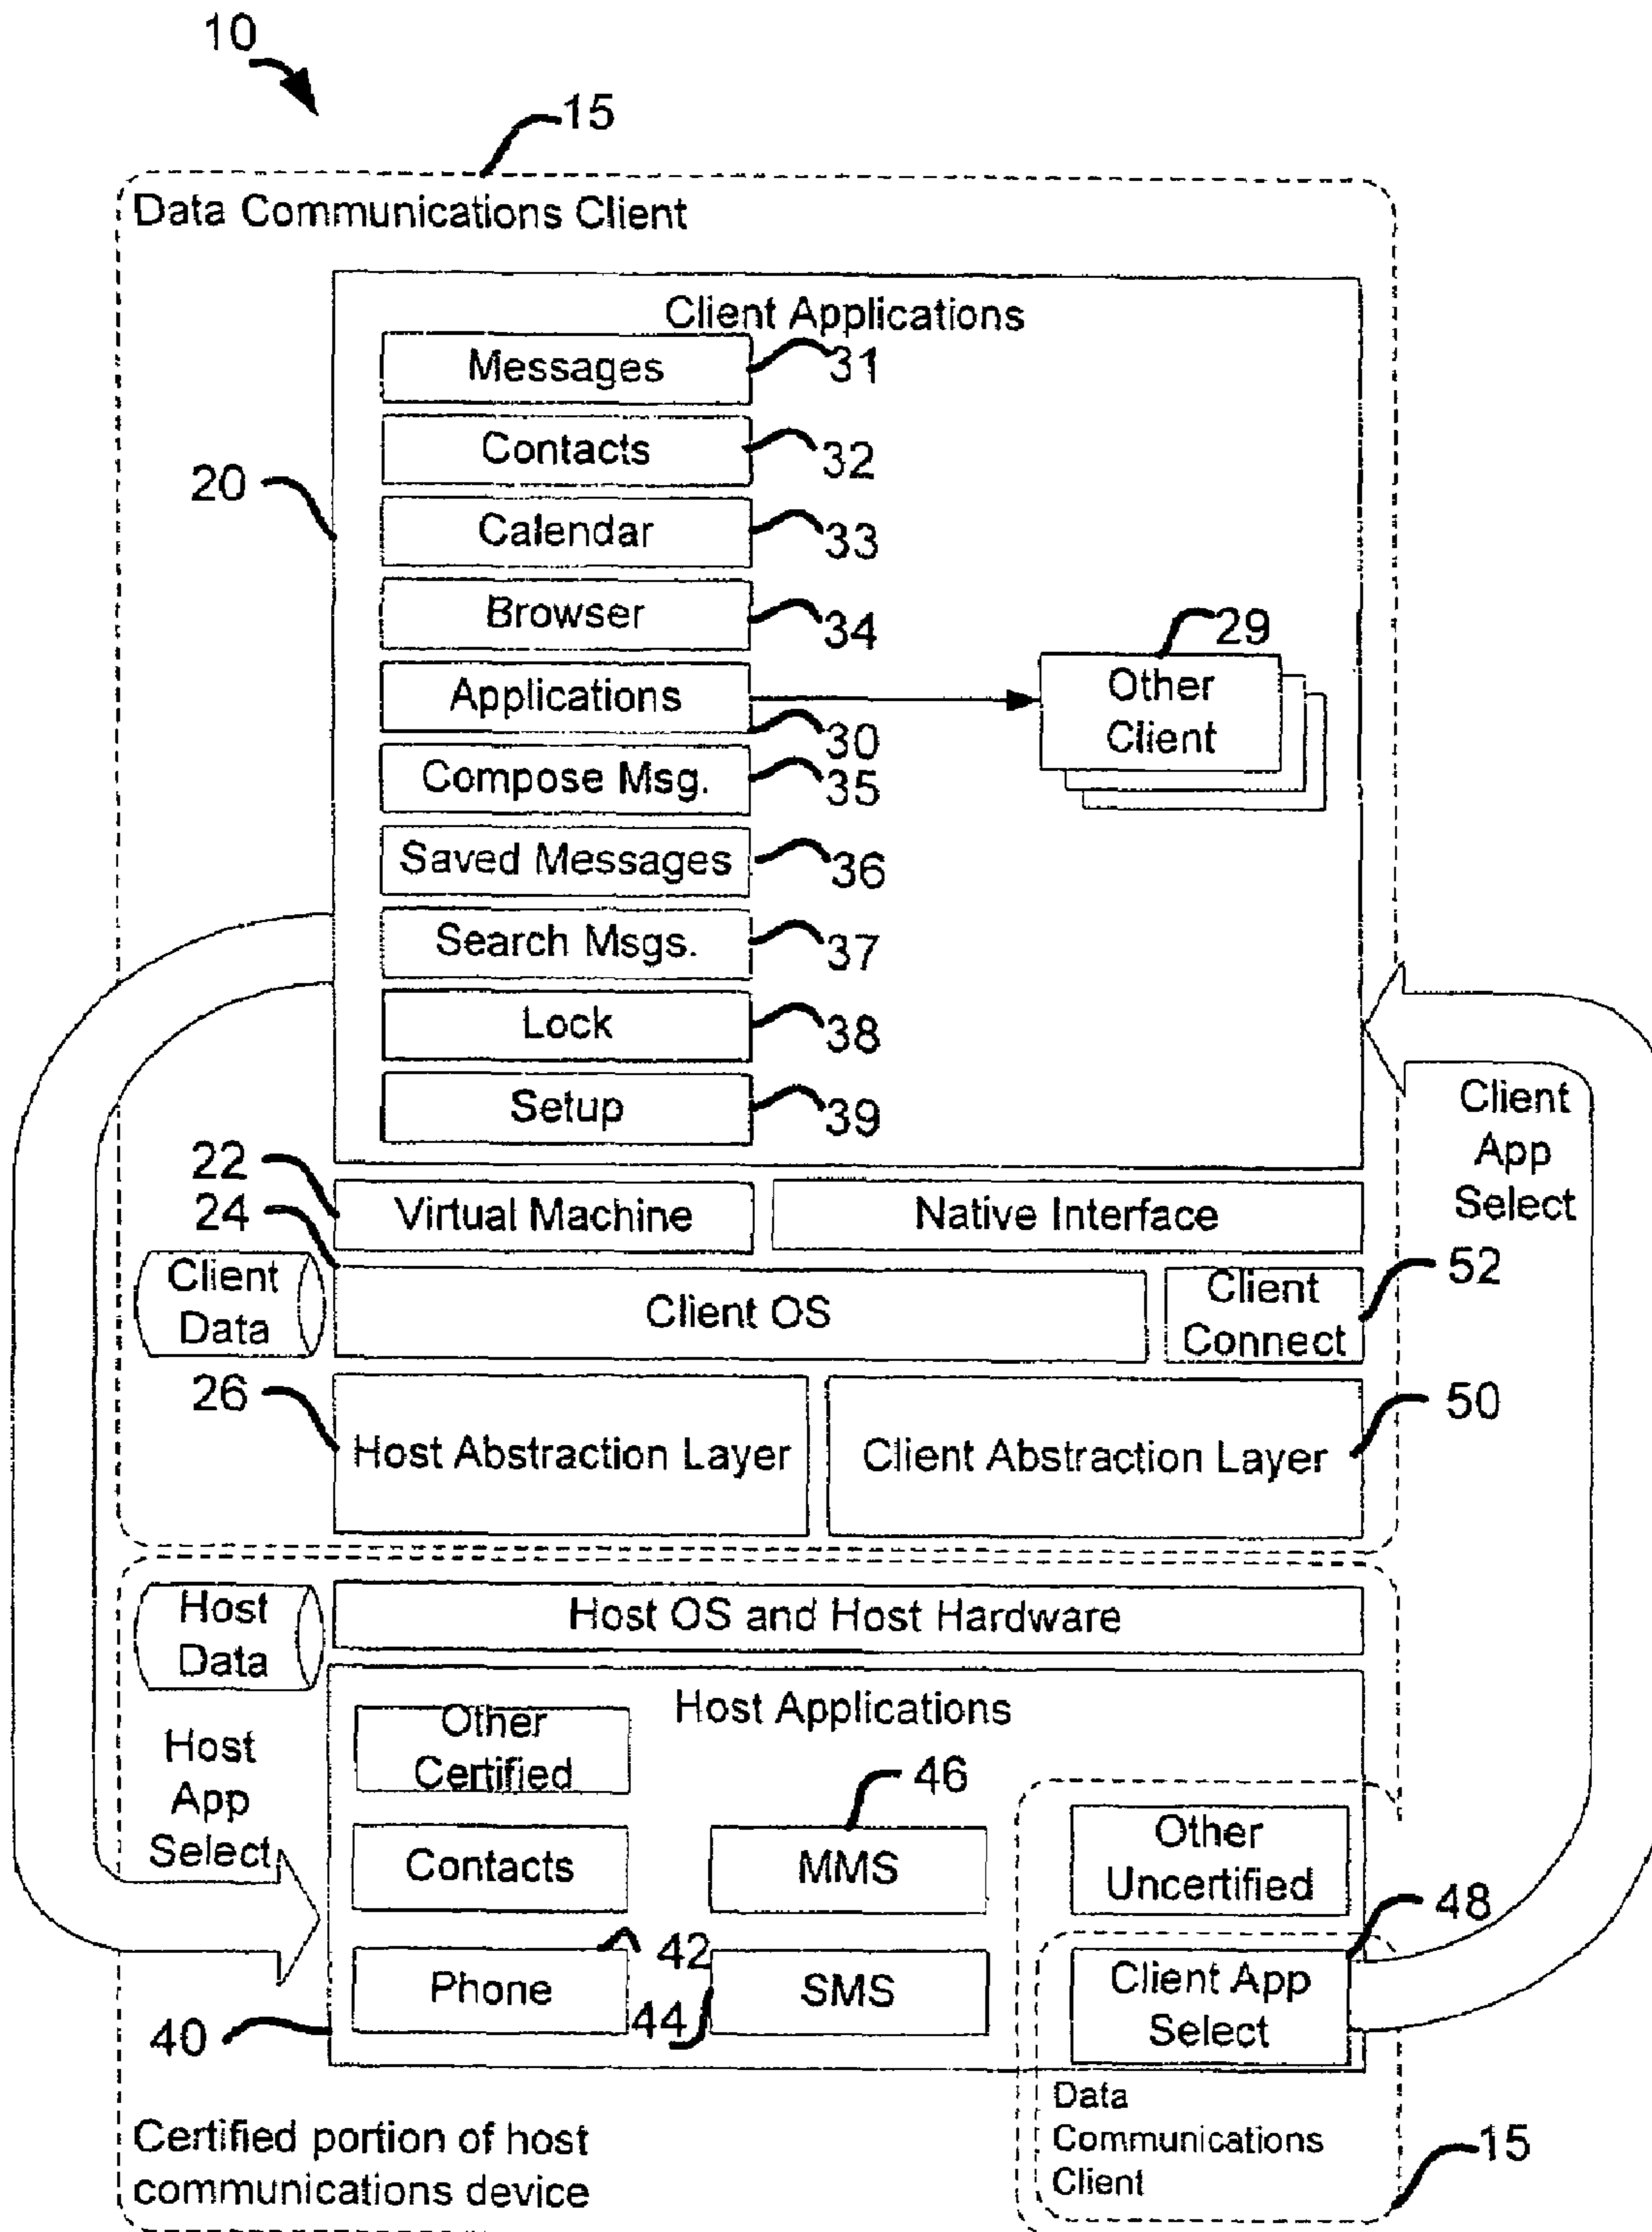 10
15
Data Communications Client
Client Applications
Messages
31
Contacts
32
20
Calendar
33
Browser
34
29
Applications
30
Other
Client
Compose Msg.
35
Saved Messages
36
Search Msgs.
37
Lock
38
Setup
39
Client
App
Select
22
Virtual Machine
Native Interface
24
Client
Data
Client OS
Client
Connect
52
26
Host Abstraction Layer
Client Abstraction Layer
50
Host
Data
Host OS and Host Hardware
Host Applications
Other
Certified
Host
App
Select
46
Contacts
MMS
Other
Uncertified
48
42
Phone
44
SMS
Client App
Select
40
Data
Communications
Client
15
Certified portion of host
communications device